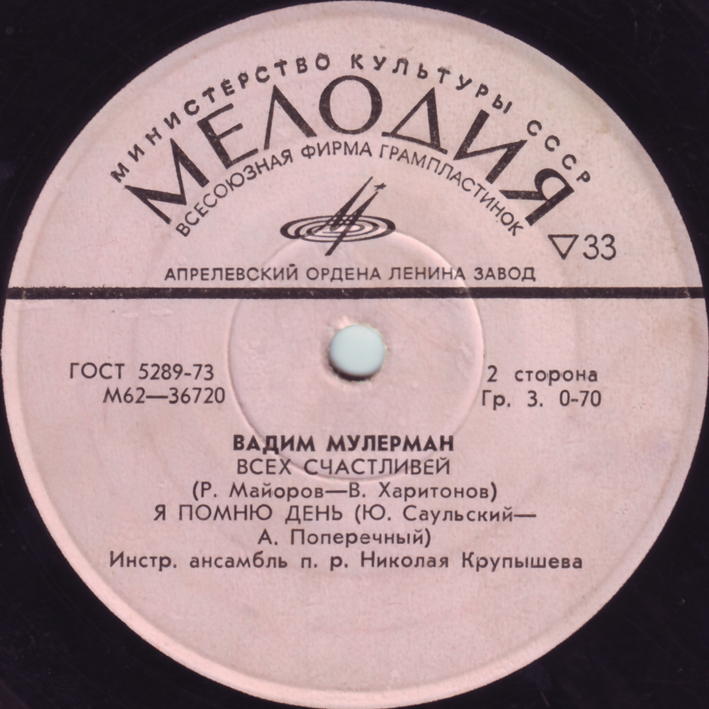 МИНИСТЕРСТВО КУЛЬТУРЫ СССР
МЕЛОДИЯ
ВСЕСОЮЗНАЯ ФИРМА ГРАМПЛАСТИНОК
▽33
АПРЕЛЕВСКИЙ ОРДЕНА ЛЕНИНА ЗАВОД
ГОСТ 5289-73
М62—36720
2 сторона
Гр. 3. 0-70
ВАДИМ МУЛЕРМАН
ВСЕХ СЧАСТЛИВЕЙ
(Р. Майоров—В. Харитонов)
Я ПОМНЮ ДЕНЬ (Ю. Саульский—
А. Поперечный)
Инстр. ансамбль п. р. Николая Крупышева